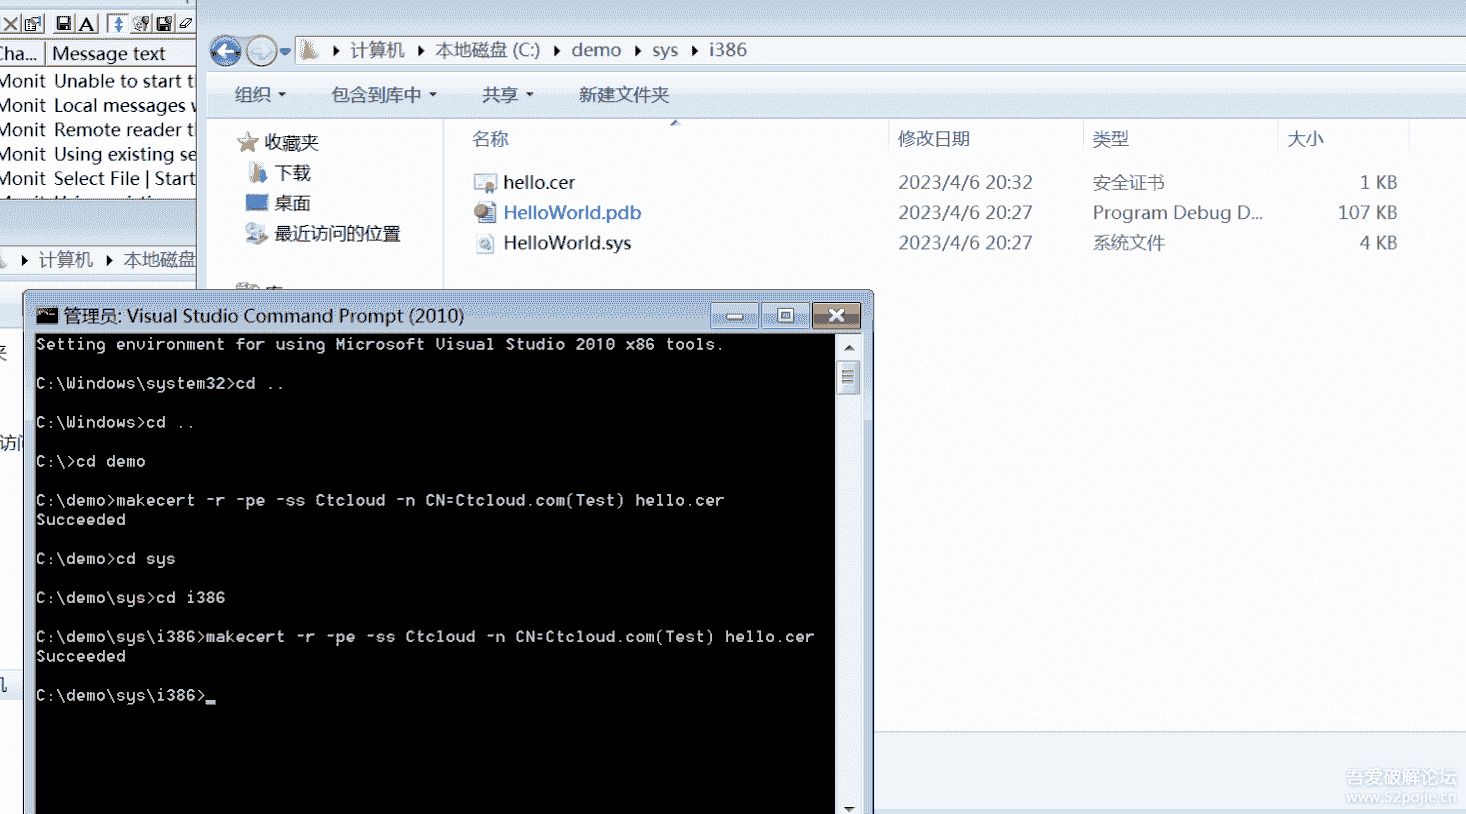 Cha...
Message text
Monit Unable to start t
Monit Local messages w
Monit Remote reader t
Monit Using existing se
Monit Select File | Start
计算机 本地磁盘
访问
计算机 本地磁盘 (C:) demo sys i386
组织 包含到库中 共享 新建文件夹
收藏夹
下载
桌面
最近访问的位置
名称 修改日期 类型 大小
hello.cer 2023/4/6 20:32 安全证书 1 KB
HelloWorld.pdb 2023/4/6 20:27 Program Debug D... 107 KB
HelloWorld.sys 2023/4/6 20:27 系统文件 4 KB
管理员: Visual Studio Command Prompt (2010)
Setting environment for using Microsoft Visual Studio 2010 x86 tools.
C:\Windows\system32>cd ..
C:\Windows>cd ..
C:\>cd demo
C:\demo>makecert -r -pe -ss Ctcloud -n CN=Ctcloud.com(Test) hello.cer
Succeeded
C:\demo>cd sys
C:\demo\sys>cd i386
C:\demo\sys\i386>makecert -r -pe -ss Ctcloud -n CN=Ctcloud.com(Test) hello.cer
Succeeded
C:\demo\sys\i386>_
吾爱破解论坛
www.52pojie.cn